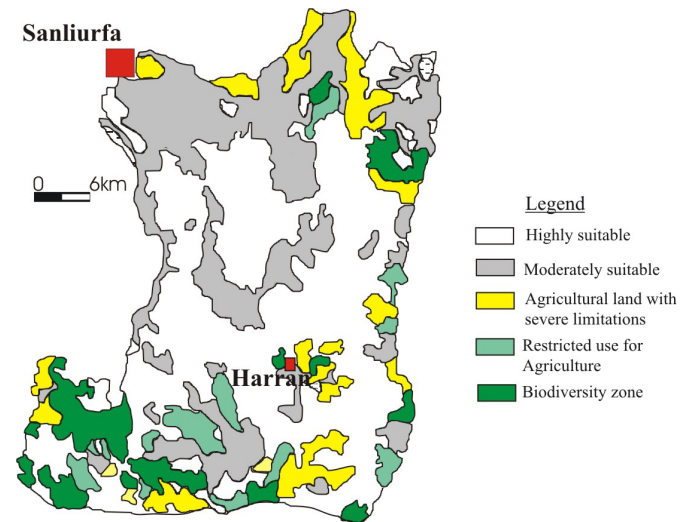 Sanliurfa
0 6km
Harran
Legend
Highly suitable
Moderately suitable
Agricultural land with
severe limitations
Restricted use for
Agriculture
Biodiversity zone